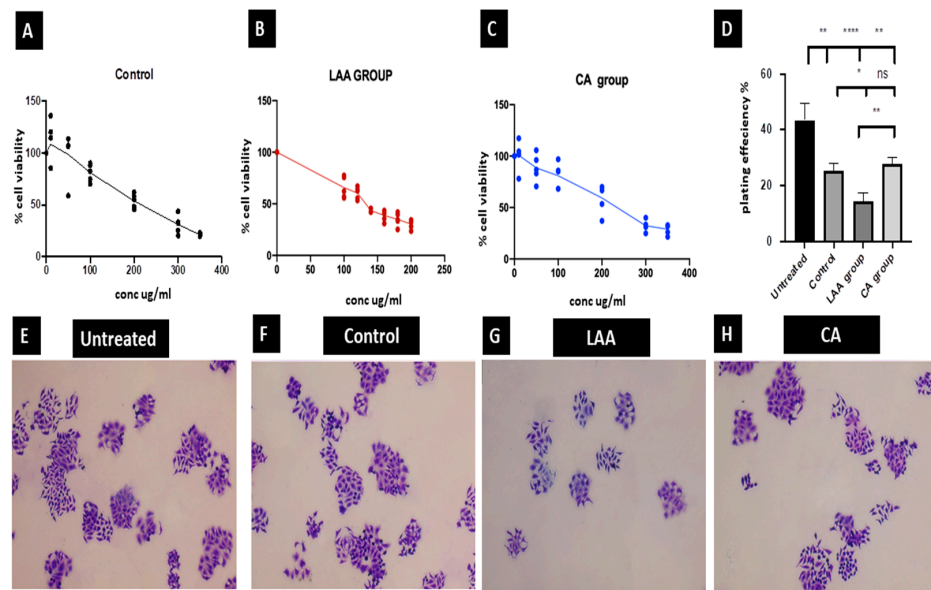 A
Control
150
100
50
0
0
100
200
300
400
% cell viability
conc ug/ml
B
LAA GROUP
150
100
50
0
0
50
100
150
200
250
% cell viability
conc ug/ml
C
CA group
150
100
50
0
0
100
200
300
400
% cell viability
conc ug/ml
D
** **** **
* ns
**
60
40
20
0
plating effeciency %
Untreated
Control
LAA group
CA group
E
Untreated
F
Control
G
LAA
H
CA